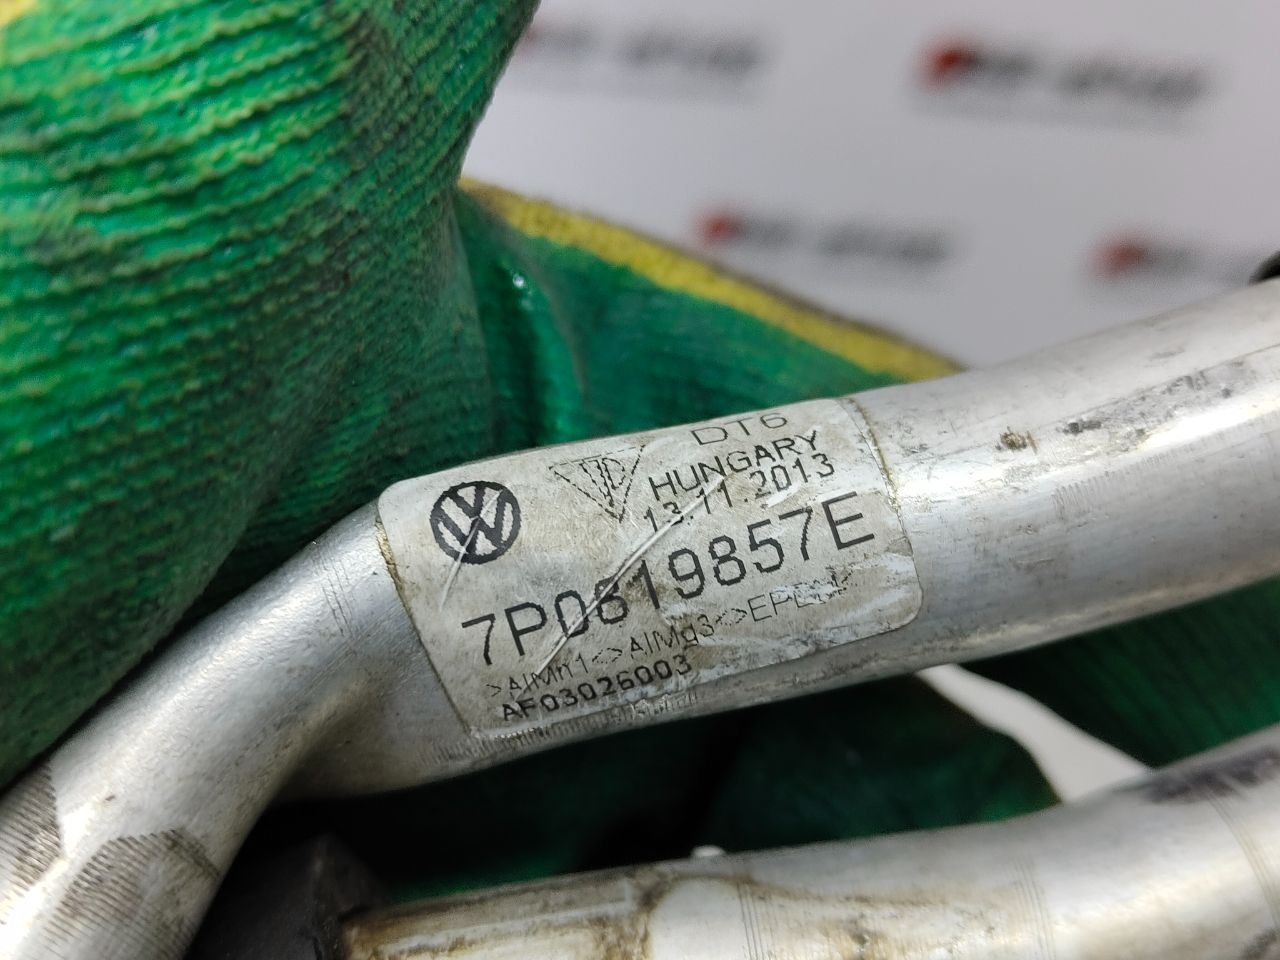 DT6
HUNGARY
13.11.2013
7P0819857E
>AlMn1<>AlMg3<>EPDM<
AF03026003